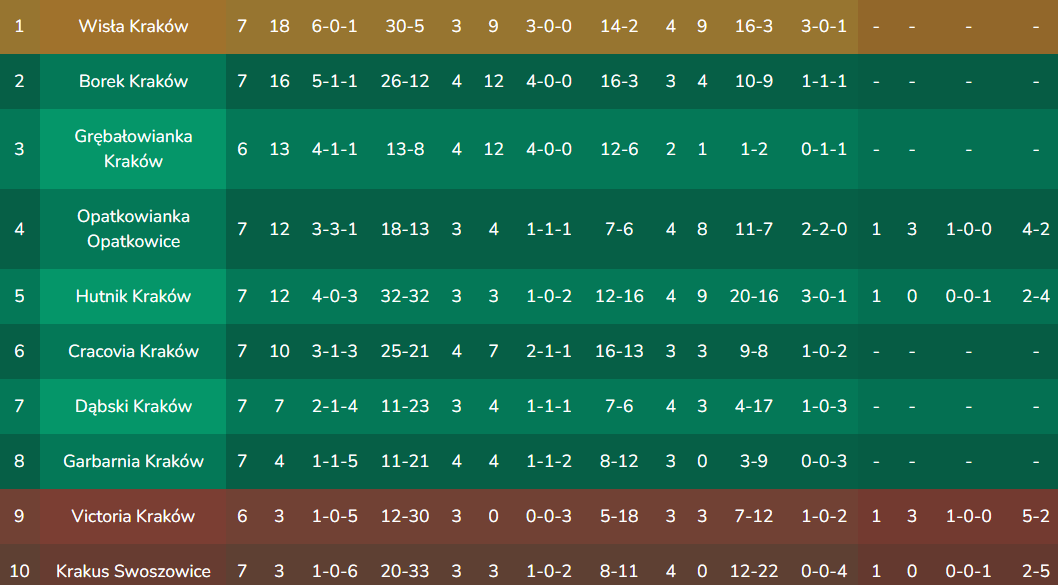 1 Wisła Kraków 7 18 6-0-1 30-5 3 9 3-0-0 14-2 4 9 16-3 3-0-1 - - - -
2 Borek Kraków 7 16 5-1-1 26-12 4 12 4-0-0 16-3 3 4 10-9 1-1-1 - - - -
3 Grębałowianka
Kraków 6 13 4-1-1 13-8 4 12 4-0-0 12-6 2 1 1-2 0-1-1 - - - -
4 Opatkowianka
Opatkowice 7 12 3-3-1 18-13 3 4 1-1-1 7-6 4 8 11-7 2-2-0 1 3 1-0-0 4-2
5 Hutnik Kraków 7 12 4-0-3 32-32 3 3 1-0-2 12-16 4 9 20-16 3-0-1 1 0 0-0-1 2-4
6 Cracovia Kraków 7 10 3-1-3 25-21 4 7 2-1-1 16-13 3 3 9-8 1-0-2 - - - -
7 Dąbski Kraków 7 7 2-1-4 11-23 3 4 1-1-1 7-6 4 3 4-17 1-0-3 - - - -
8 Garbarnia Kraków 7 4 1-1-5 11-21 4 4 1-1-2 8-12 3 0 3-9 0-0-3 - - - -
9 Victoria Kraków 6 3 1-0-5 12-30 3 0 0-0-3 5-18 3 3 7-12 1-0-2 1 3 1-0-0 5-2
10 Krakus Swoszowice 7 3 1-0-6 20-33 3 3 1-0-2 8-11 4 0 12-22 0-0-4 1 0 0-0-1 2-5